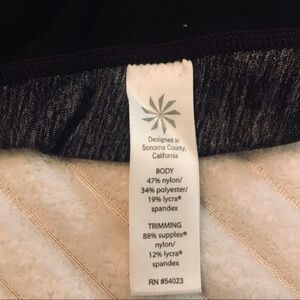 Designed in
Sonoma County,
California
BODY
47% nylon/
34% polyester/
19% lycra®
spandex
TRIMMING
88% supplex®
nylon/
12% lycra®
spandex
RN #54023